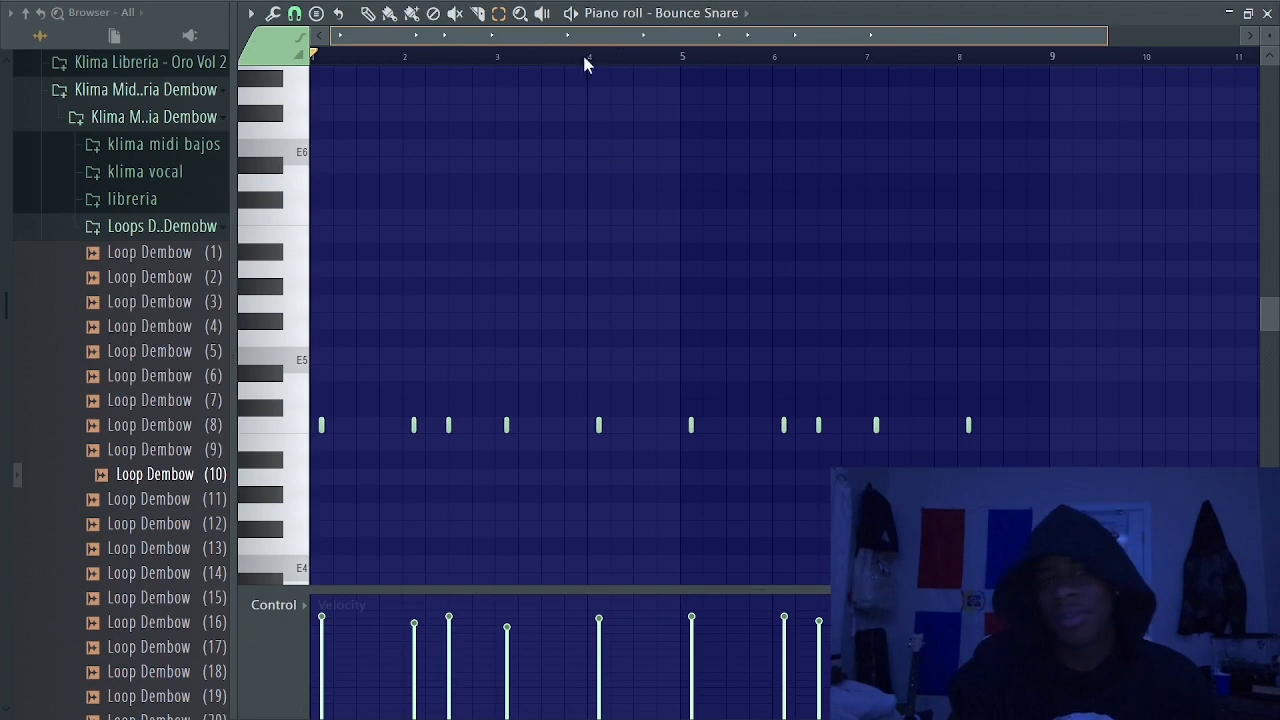 Browser - All
Piano roll - Bounce Snare
Klima Libreria - Oro Vol 2
Klima Mid..ria Dembow
Klima M..ia Dembow
klima midi bajos
klima vocal
libreria
Loops D..Demobw
Loop Dembow (1)
Loop Dembow (2)
Loop Dembow (3)
Loop Dembow (4)
Loop Dembow (5)
Loop Dembow (6)
Loop Dembow (7)
Loop Dembow (8)
Loop Dembow (9)
Loop Dembow (10)
Loop Dembow (11)
Loop Dembow (12)
Loop Dembow (13)
Loop Dembow (14)
Loop Dembow (15)
Loop Dembow (16)
Loop Dembow (17)
Loop Dembow (18)
Loop Dembow (19)
2 3 4 5 6 7 8 9 10 11
E6
E5
E4
Control
Velocity